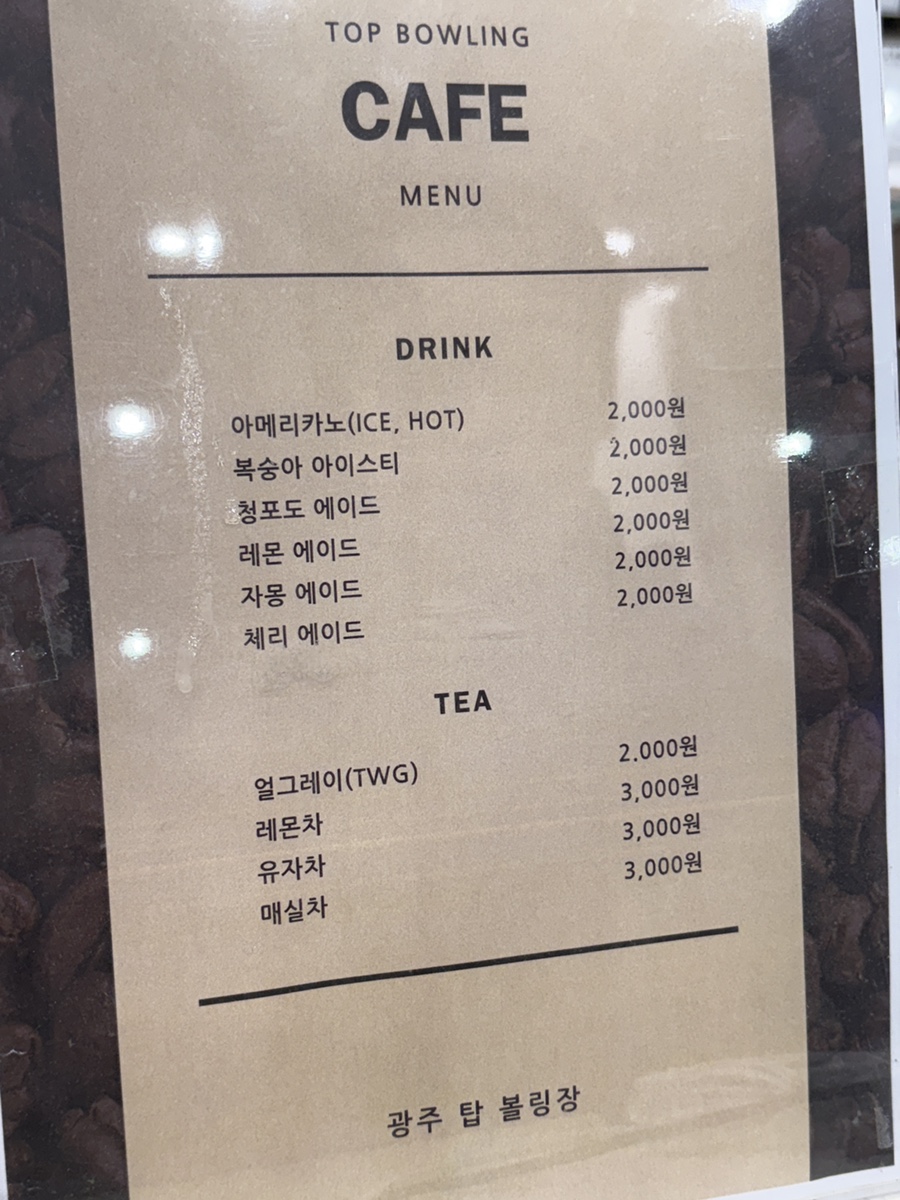 TOP BOWLING
CAFE
MENU
DRINK
아메리카노(ICE, HOT) 2,000원
복숭아 아이스티 2,000원
청포도 에이드 2,000원
레몬 에이드 2,000원
자몽 에이드 2,000원
체리 에이드 2,000원
TEA
얼그레이(TWG) 2.000원
레몬차 3,000원
유자차 3,000원
매실차 3,000원
광주 탑 볼링장